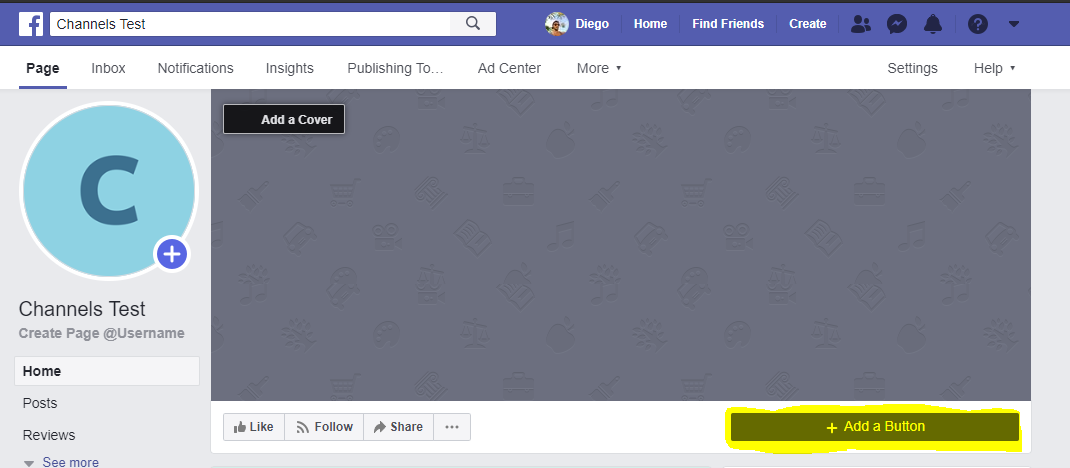 Channels Test
Diego Home Find Friends Create
Page Inbox Notifications Insights Publishing To… Ad Center More Settings Help
Add a Cover
C
Channels Test
Create Page @Username
Home
Posts
Reviews
See more
Like Follow Share ...
+ Add a Button